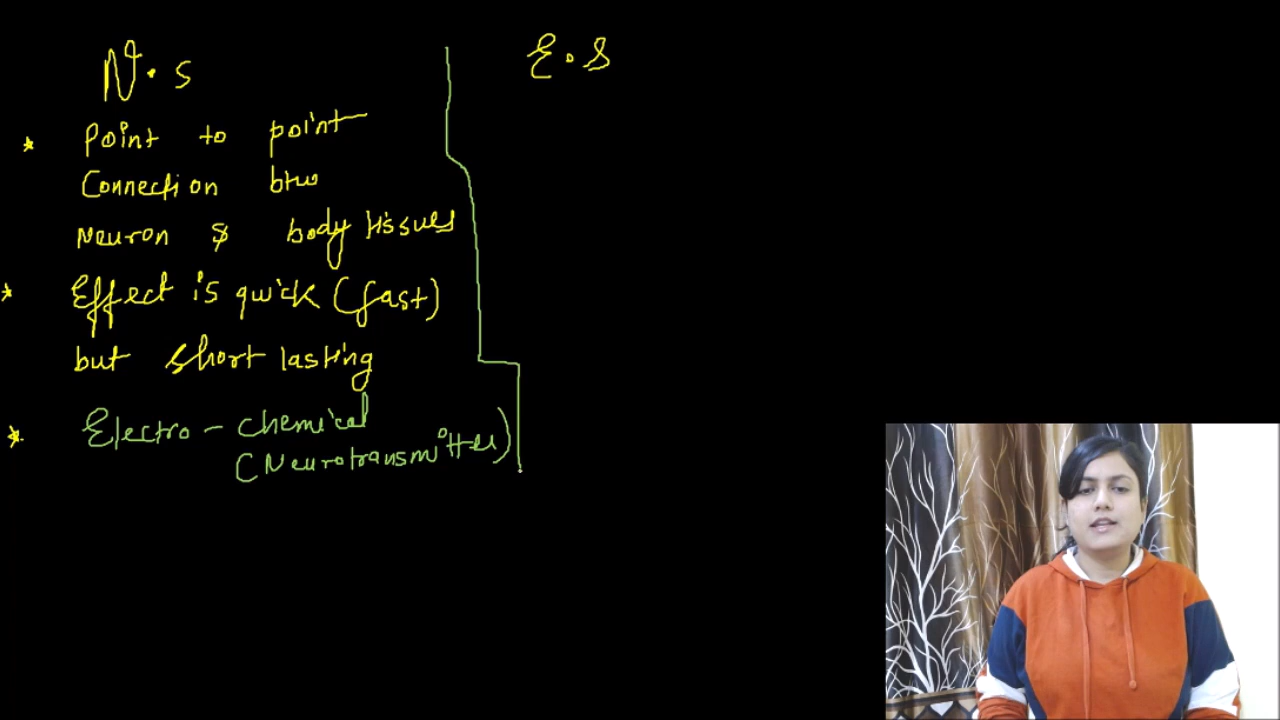 N.S
* Point to point
Connection btw
Neuron & body tissues
* Effect is quick (fast)
but short lasting
* Electro - chemical
(Neurotransmitter)
E.S